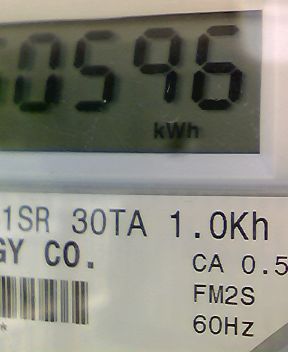 0596
kWh
1SR 30TA 1.0Kh
GY CO.
CA 0.5
FM2S
60Hz